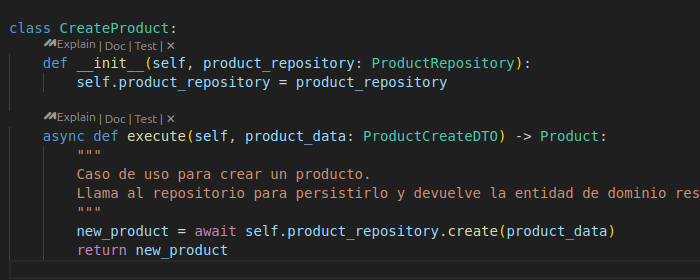 class CreateProduct:
Explain | Doc | Test | ✕
def __init__(self, product_repository: ProductRepository):
self.product_repository = product_repository
Explain | Doc | Test | ✕
async def execute(self, product_data: ProductCreateDTO) -> Product:
"""
Caso de uso para crear un producto.
Llama al repositorio para persistirlo y devuelve la entidad de dominio res
"""
new_product = await self.product_repository.create(product_data)
return new_product